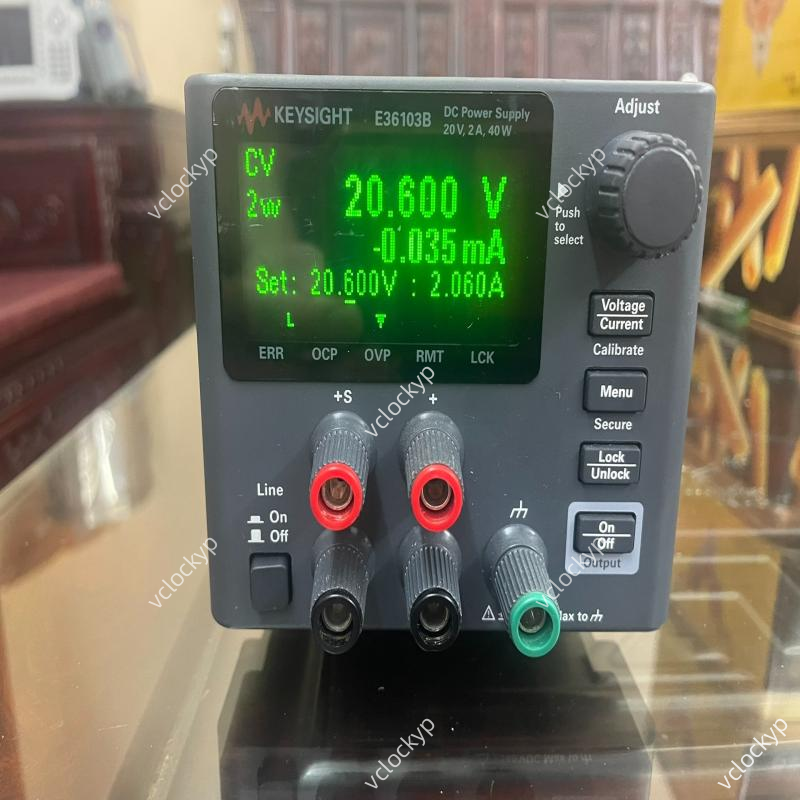 KEYSIGHT E36103B DC Power Supply
20 V, 2 A, 40 W
CV
2w
20.600 V
-0.035 mA
Set: 20.600V : 2.060A
L
ERR OCP OVP RMT LCK
Adjust
Push
to
select
Voltage
Current
Calibrate
Menu
Secure
Lock
Unlock
On
Off
Output
+S +
Line
On
Off
Max to
vclockyp
vclockyp
vclockyp
vclockyp
vclockyp
vclockyp
vclockyp
vclockyp